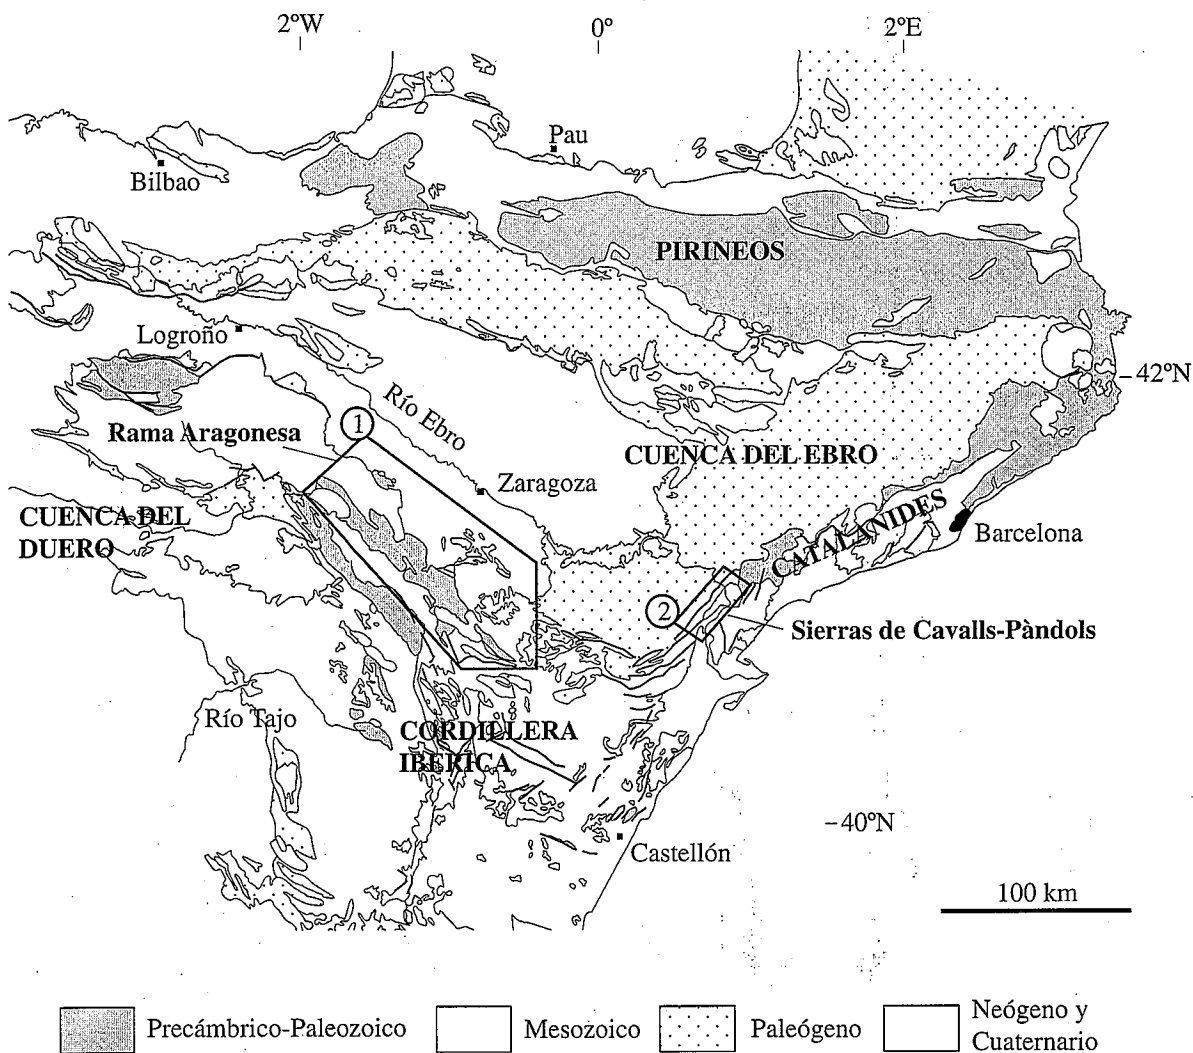 2ºW
0º
2ºE
Pau
Bilbao
PIRINEOS
Logroño
42ºN
Río Ebro
Rama Aragonesa
1
CUENCA DEL EBRO
Zaragoza
CUENCA DEL
DUERO
CATALANIDES
Barcelona
2
Sierras de Cavalls-Pàndols
Río Tajo
CORDILLERA
IBERICA
40ºN
Castellón
100 km
Precámbrico-Paleozoico
Mesozoico
Paleógeno
Neógeno y
Cuaternario